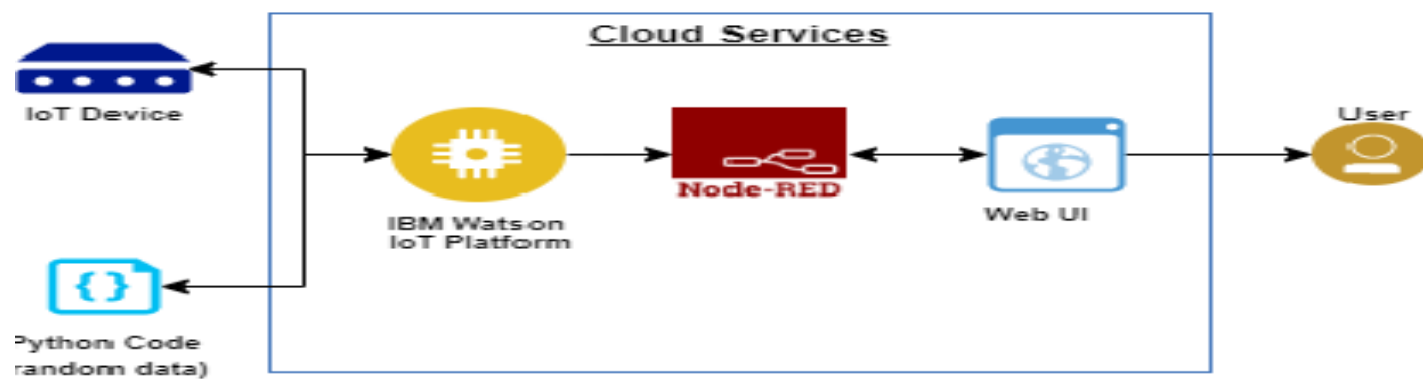 Cloud Services
IoT Device
User
Node-RED
IBM Watson
IoT Platform
Web UI
Python Code
random data)